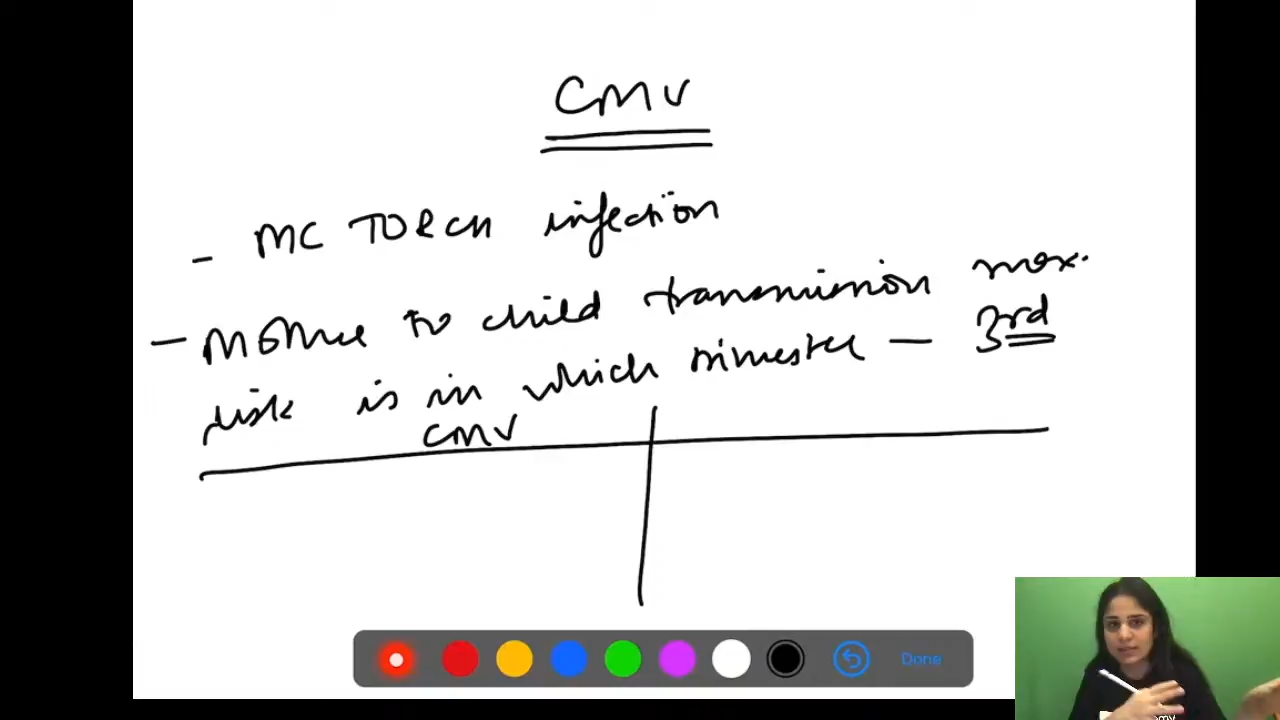 CMV
- MC TORCH infection
- Mother to child transmission max.
risk is in which trimester - 3rd
CMV
Done